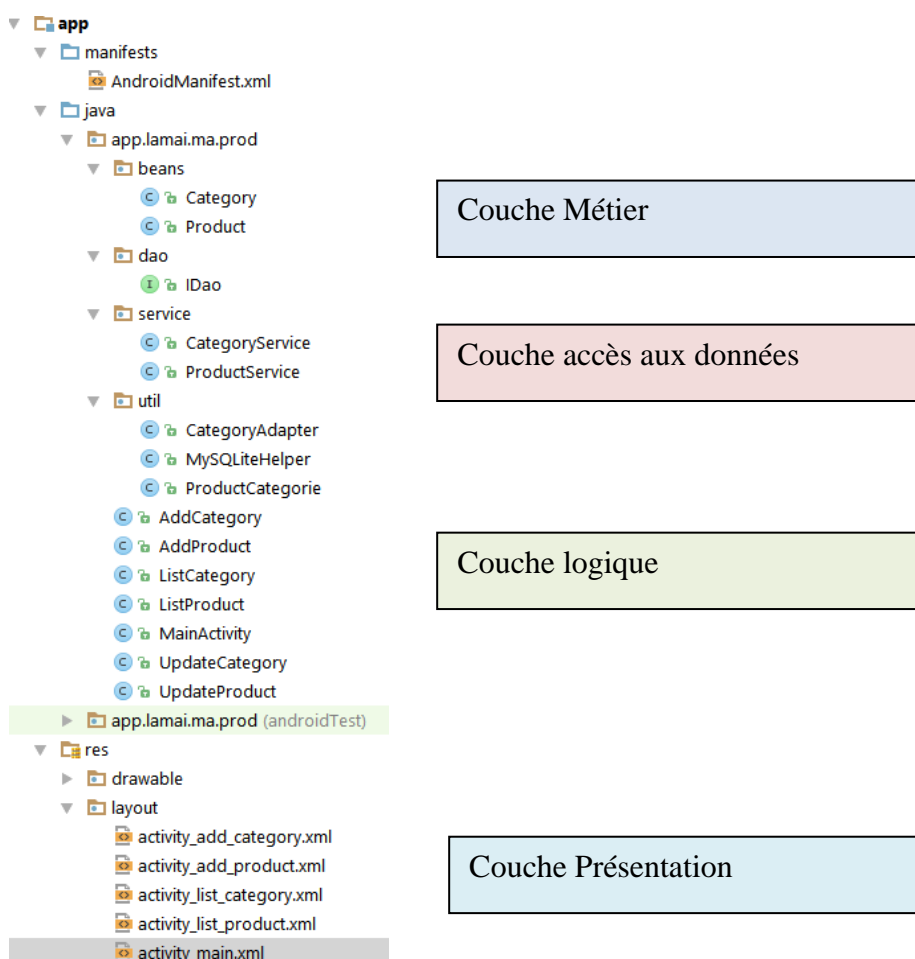 app
manifests
AndroidManifest.xml
java
app.lamai.ma.prod
beans
Category
Product
Couche Métier
dao
IDao
service
CategoryService
ProductService
Couche accès aux données
util
CategoryAdapter
MySQLiteHelper
ProductCategorie
AddCategory
AddProduct
ListCategory
ListProduct
MainActivity
UpdateCategory
UpdateProduct
Couche logique
app.lamai.ma.prod (androidTest)
res
drawable
layout
activity_add_category.xml
activity_add_product.xml
activity_list_category.xml
activity_list_product.xml
activity_main.xml
Couche Présentation